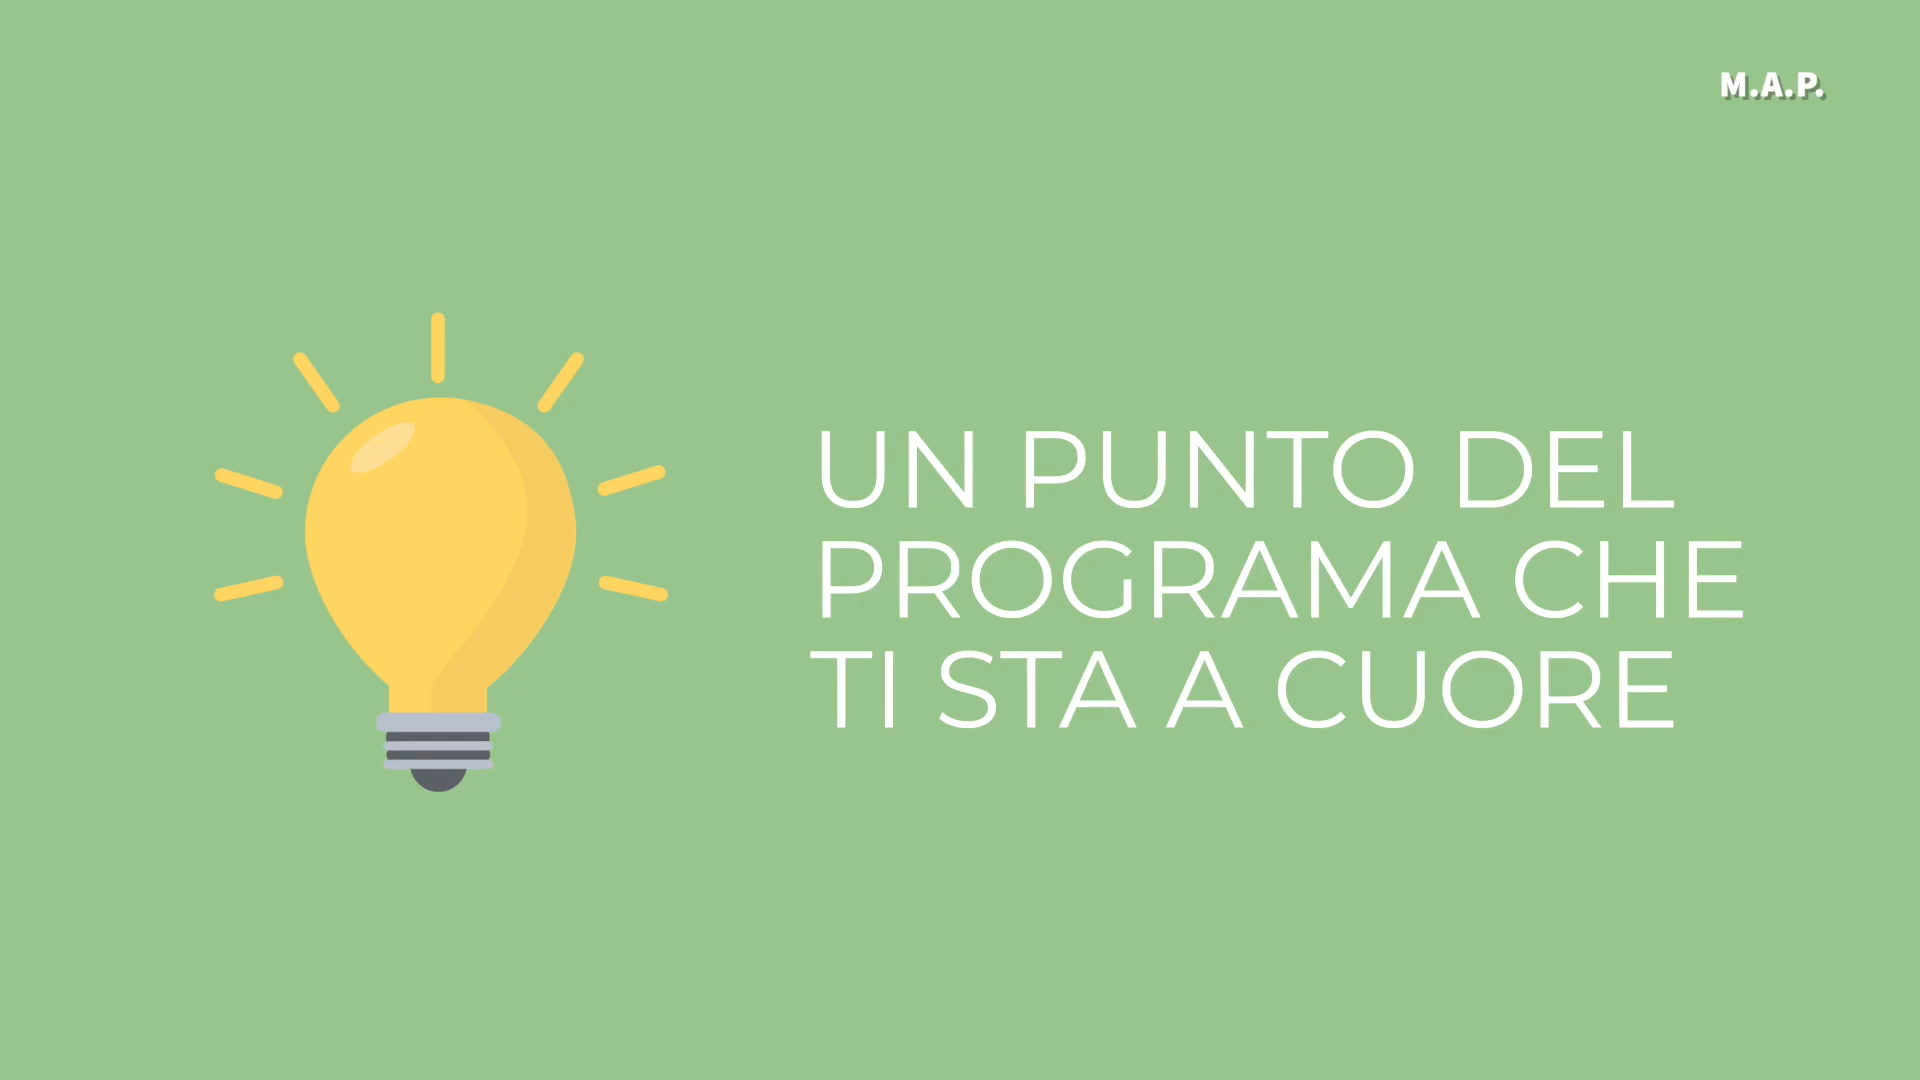 M.A.P.
UN PUNTO DEL
PROGRAMA CHE
TI STA A CUORE